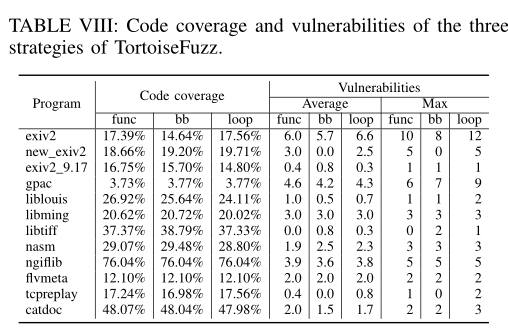 TABLE VIII: Code coverage and vulnerabilities of the three
strategies of TortoiseFuzz.
Program Code coverage Vulnerabilities
Average Max
func bb loop func bb loop func bb loop
exiv2 17.39% 14.64% 17.56% 6.0 5.7 6.6 10 8 12
new_exiv2 18.66% 19.20% 19.71% 3.0 0.0 2.5 5 0 5
exiv2_9.17 16.75% 15.70% 14.80% 0.4 0.8 0.3 1 1 1
gpac 3.73% 3.77% 3.77% 4.6 4.2 4.3 6 7 9
liblouis 26.92% 25.64% 24.11% 1.0 0.5 0.7 1 1 2
libming 20.62% 20.72% 20.02% 3.0 3.0 3.0 3 3 3
libtiff 37.37% 38.79% 37.33% 0.0 0.8 0.3 0 2 1
nasm 29.07% 29.48% 28.80% 1.9 2.5 2.3 3 3 3
ngiflib 76.04% 76.04% 76.04% 3.9 3.6 3.8 5 5 5
flvmeta 12.10% 12.10% 12.10% 2.0 2.0 2.0 2 2 2
tcpreplay 17.24% 16.98% 17.56% 0.4 0.0 0.8 1 0 2
catdoc 48.07% 48.04% 47.98% 2.0 1.5 1.7 2 2 3